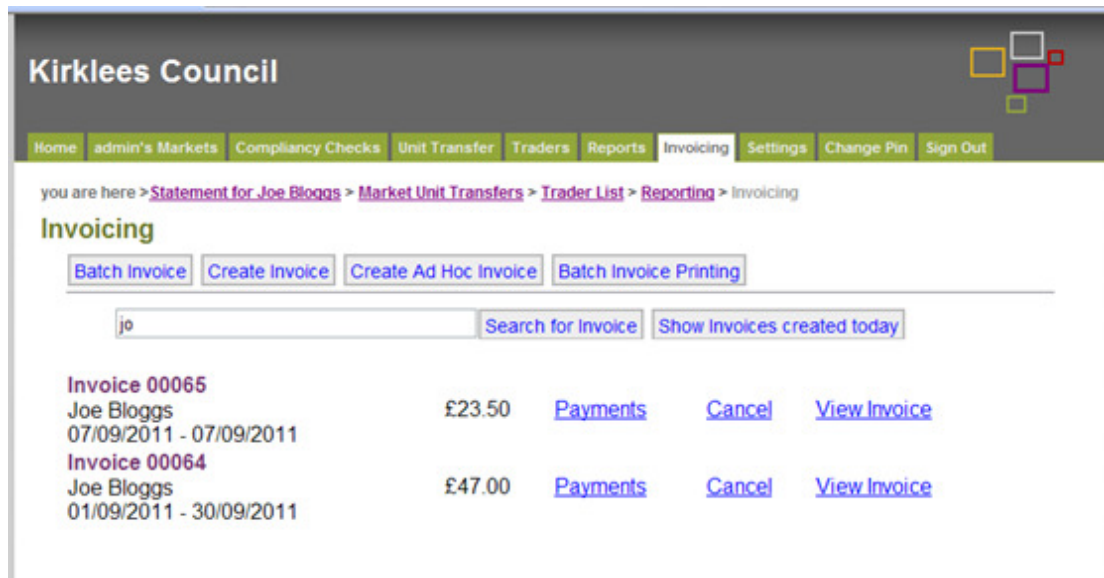 Kirklees Council
Home admin's Markets Compliancy Checks Unit Transfer Traders Reports Invoicing Settings Change Pin Sign Out
you are here >Statement for Joe Bloggs > Market Unit Transfers > Trader List > Reporting > Invoicing
Invoicing
Batch Invoice Create Invoice Create Ad Hoc Invoice Batch Invoice Printing
jo Search for Invoice Show Invoices created today
Invoice 00065
Joe Bloggs £23.50 Payments Cancel View Invoice
07/09/2011 - 07/09/2011
Invoice 00064
Joe Bloggs £47.00 Payments Cancel View Invoice
01/09/2011 - 30/09/2011